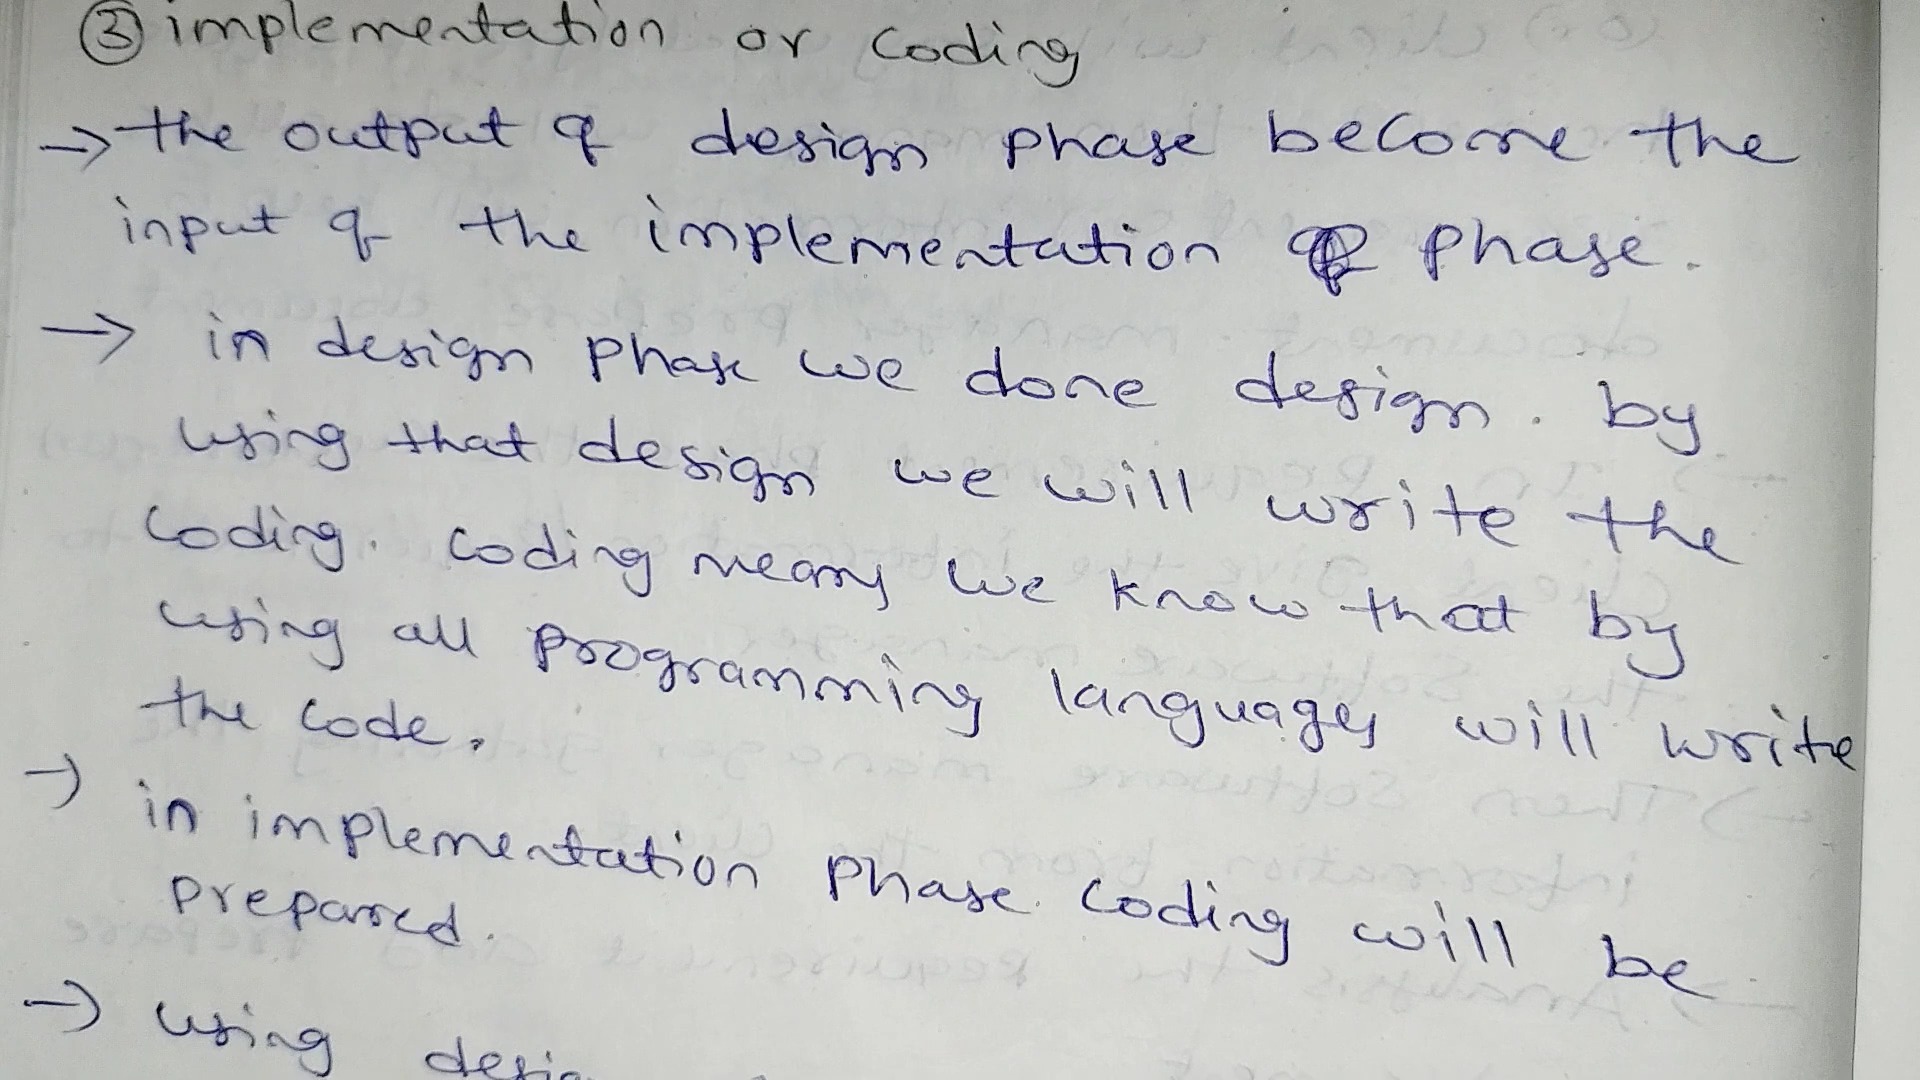 ③ implementation or coding
→ the output of design phase become the
input of the implementation phase.
→ in design phase we done design. by
using that design we will write the
coding. coding means we know that by
using all programming languages will write
the code.
→ in implementation phase coding will be
prepared.
→ using